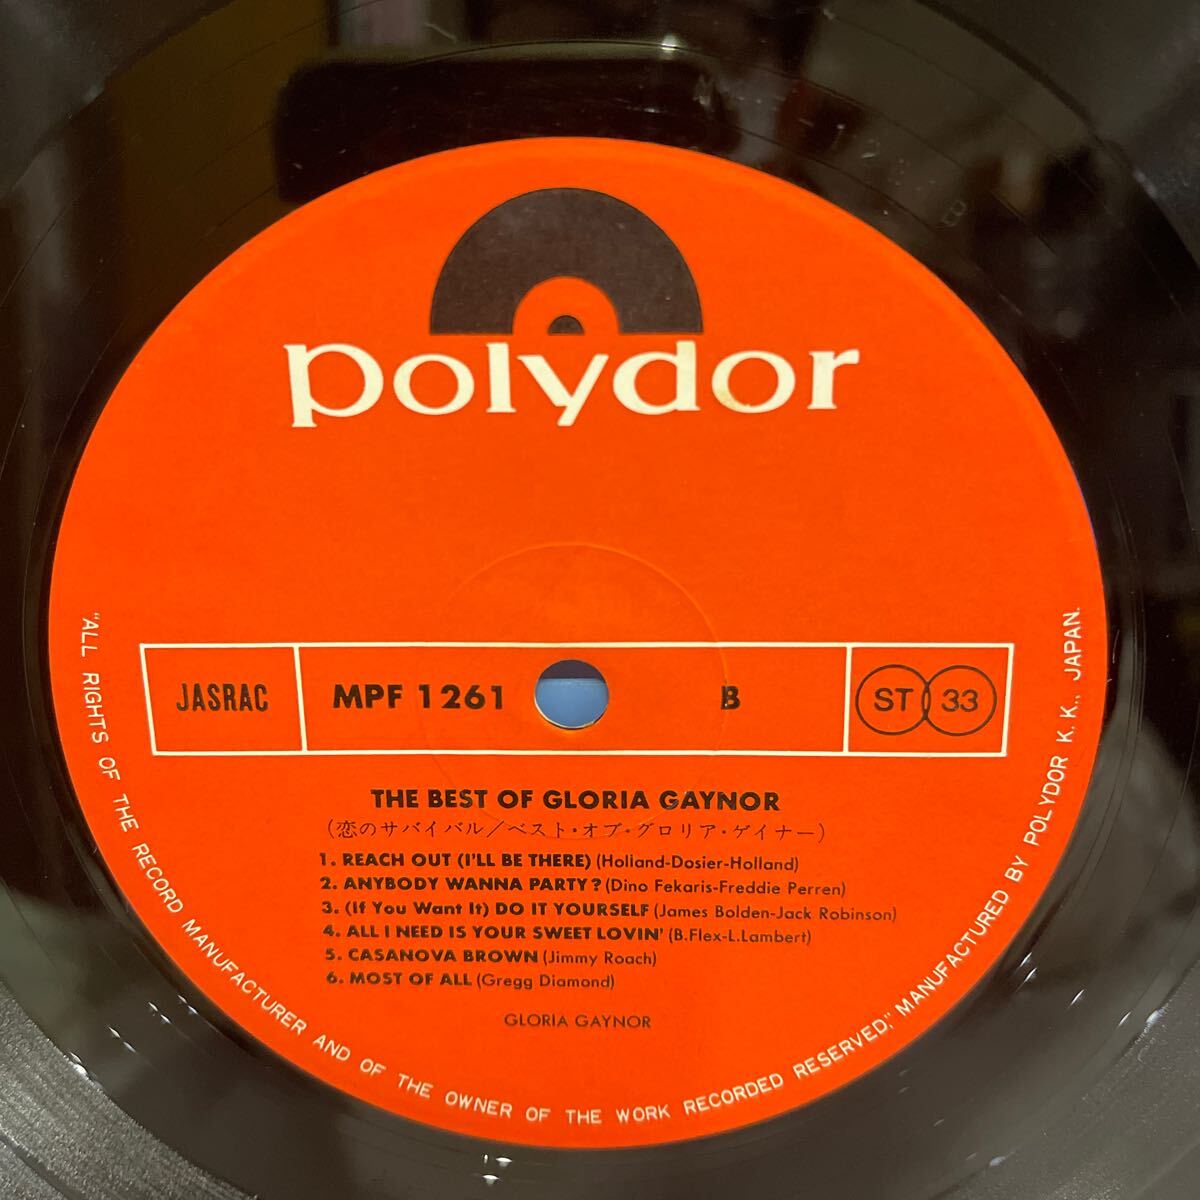 polydor
JASRAC
MPF 1261
B
ST 33
THE BEST OF GLORIA GAYNOR
(恋のサバイバル/ベスト・オブ・グロリア・ゲイナー)
1. REACH OUT (I'LL BE THERE) (Holland-Dosier-Holland)
2. ANYBODY WANNA PARTY? (Dino Fekaris-Freddie Perren)
3. (If You Want It) DO IT YOURSELF (James Bolden-Jack Robinson)
4. ALL I NEED IS YOUR SWEET LOVIN' (B.Flex-L.Lambert)
5. CASANOVA BROWN (Jimmy Roach)
6. MOST OF ALL (Gregg Diamond)
GLORIA GAYNOR
"ALL RIGHTS OF THE RECORD MANUFACTURER AND OF THE OWNER OF THE WORK RECORDED RESERVED," MANUFACTURED BY POLYDOR K. K., JAPAN.